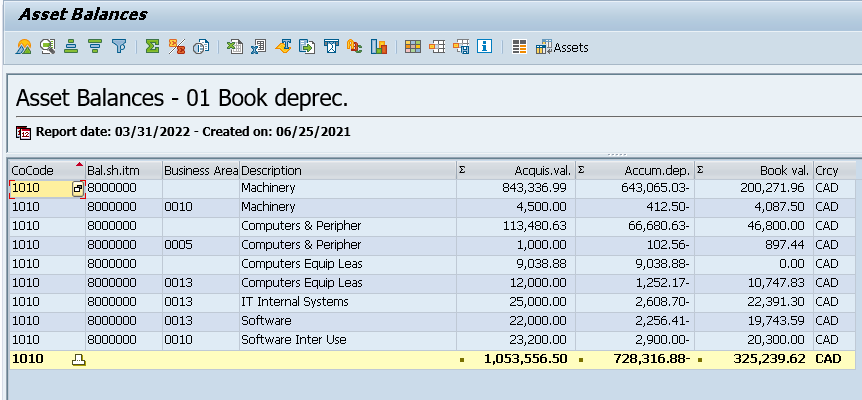 Asset Balances
Assets
Asset Balances - 01 Book deprec.
Report date: 03/31/2022 - Created on: 06/25/2021
CoCode Bal.sh.itm Business Area Description Σ Acquis.val. Σ Accum.dep. Σ Book val. Crcy
1010 8000000 Machinery 843,336.99 643,065.03- 200,271.96 CAD
1010 8000000 0010 Machinery 4,500.00 412.50- 4,087.50 CAD
1010 8000000 Computers & Peripher 113,480.63 66,680.63- 46,800.00 CAD
1010 8000000 0005 Computers & Peripher 1,000.00 102.56- 897.44 CAD
1010 8000000 Computers Equip Leas 9,038.88 9,038.88- 0.00 CAD
1010 8000000 0013 Computers Equip Leas 12,000.00 1,252.17- 10,747.83 CAD
1010 8000000 0013 IT Internal Systems 25,000.00 2,608.70- 22,391.30 CAD
1010 8000000 0013 Software 22,000.00 2,256.41- 19,743.59 CAD
1010 8000000 0010 Software Inter Use 23,200.00 2,900.00- 20,300.00 CAD
1010 1,053,556.50 728,316.88- 325,239.62 CAD